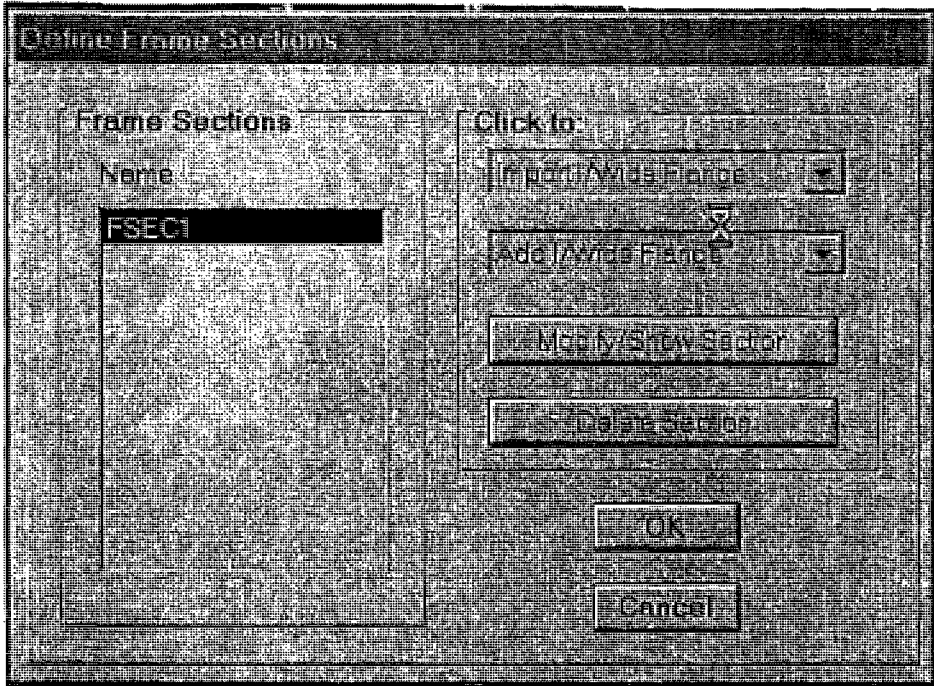 Define Frame Sections
Frame Sections
Name
FSEC1
Click to:
Import I/Wide Flange
Add I/Wide Flange
Modify/Show Section
Delete Section
OK
Cancel